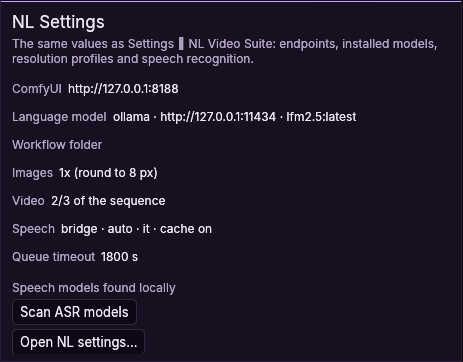 NL Settings
The same values as Settings ▯ NL Video Suite: endpoints, installed models,
resolution profiles and speech recognition.
ComfyUI http://127.0.0.1:8188
Language model ollama · http://127.0.0.1:11434 · lfm2.5:latest
Workflow folder
Images 1x (round to 8 px)
Video 2/3 of the sequence
Speech bridge · auto · it · cache on
Queue timeout 1800 s
Speech models found locally
Scan ASR models
Open NL settings...